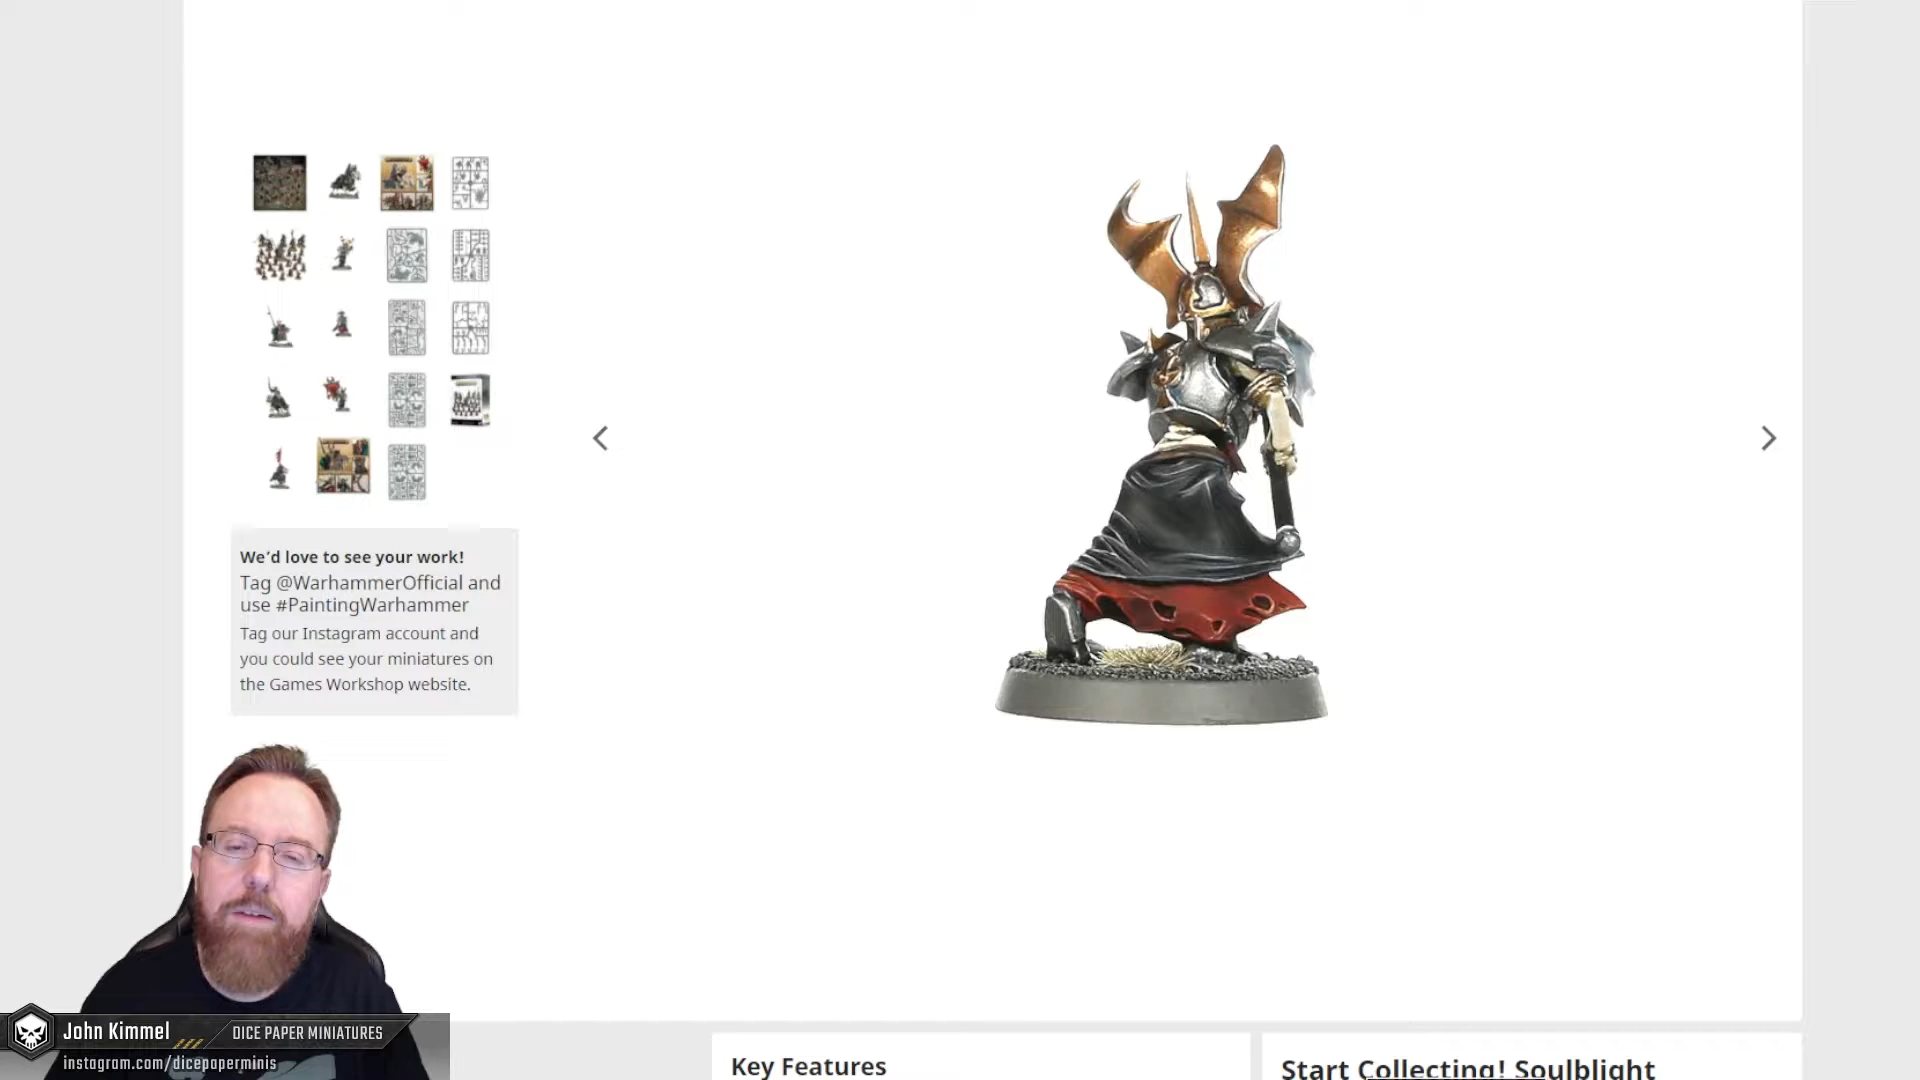 We'd love to see your work!
Tag @WarhammerOfficial and
use #PaintingWarhammer
Tag our Instagram account and
you could see your miniatures on
the Games Workshop website.
John Kimmel
DICE PAPER MINIATURES
instagram.com/dicepaperminis
Key Features
Start Collecting! Soulblight